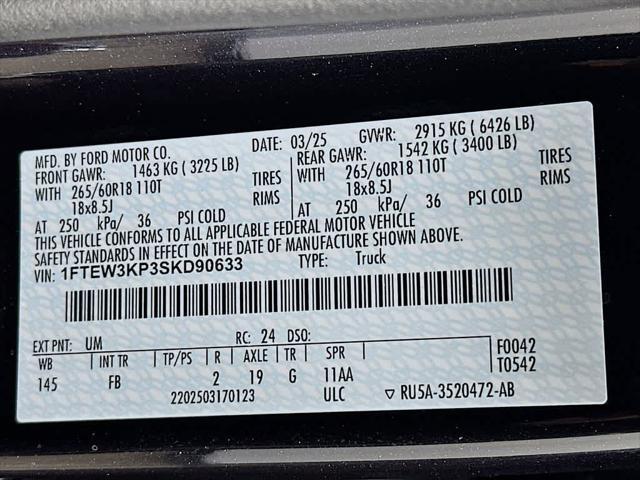 MFD. BY FORD MOTOR CO. DATE: 03/25 GVWR: 2915 KG ( 6426 LB)
FRONT GAWR: 1463 KG ( 3225 LB) REAR GAWR: 1542 KG ( 3400 LB)
WITH 265/60R18 110T TIRES WITH 265/60R18 110T TIRES
18x8.5J RIMS 18x8.5J RIMS
AT 250 kPa/ 36 PSI COLD AT 250 kPa/ 36 PSI COLD
THIS VEHICLE CONFORMS TO ALL APPLICABLE FEDERAL MOTOR VEHICLE
SAFETY STANDARDS IN EFFECT ON THE DATE OF MANUFACTURE SHOWN ABOVE.
VIN: 1FTEW3KP3SKD90633 TYPE: Truck
EXT PNT: UM RC: 24 DSO: F0042
WB INT TR TP/PS R AXLE TR SPR T0542
145 FB 2 19 G 11AA
2202503170123 ULC ▽ RU5A-3520472-AB